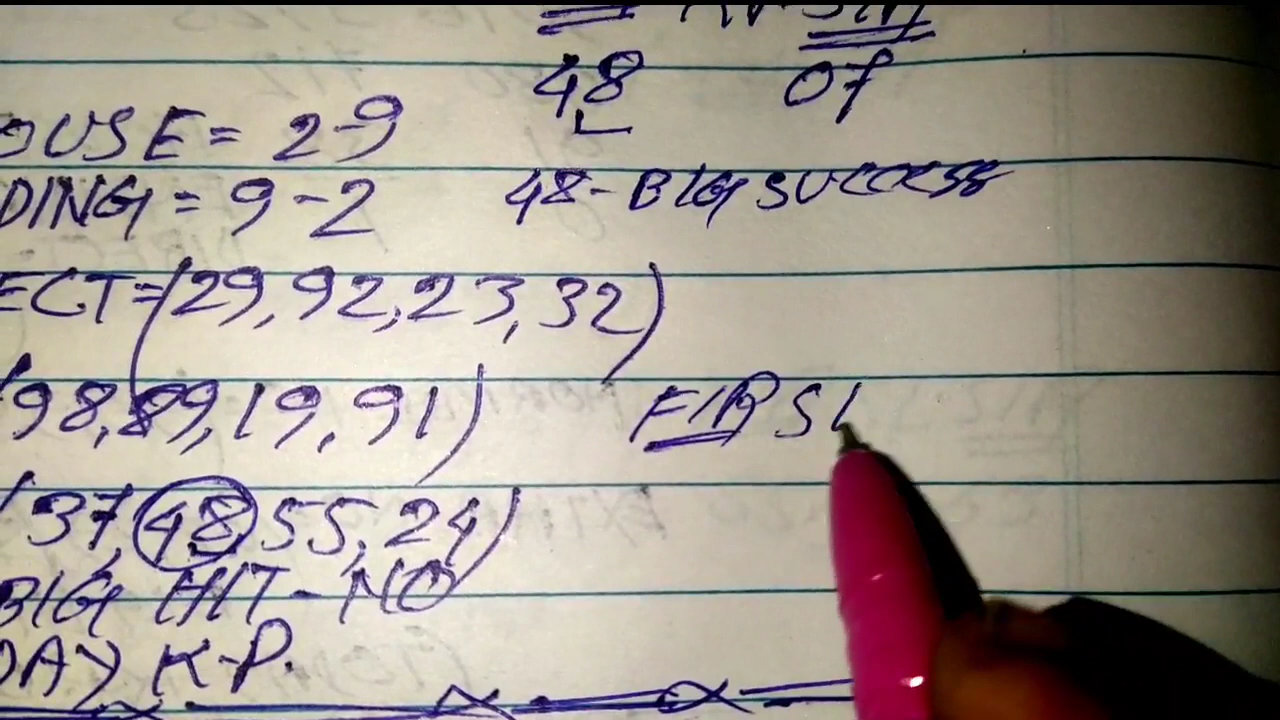 48 07
OUSE = 2-9
DING = 9-2 48-BIG SUCCESS
ECT=(29,92,23,32)
(98,89,19,91) FIRSt
(37,48,55,24)
BIG HIT-NO
DAY K-P.